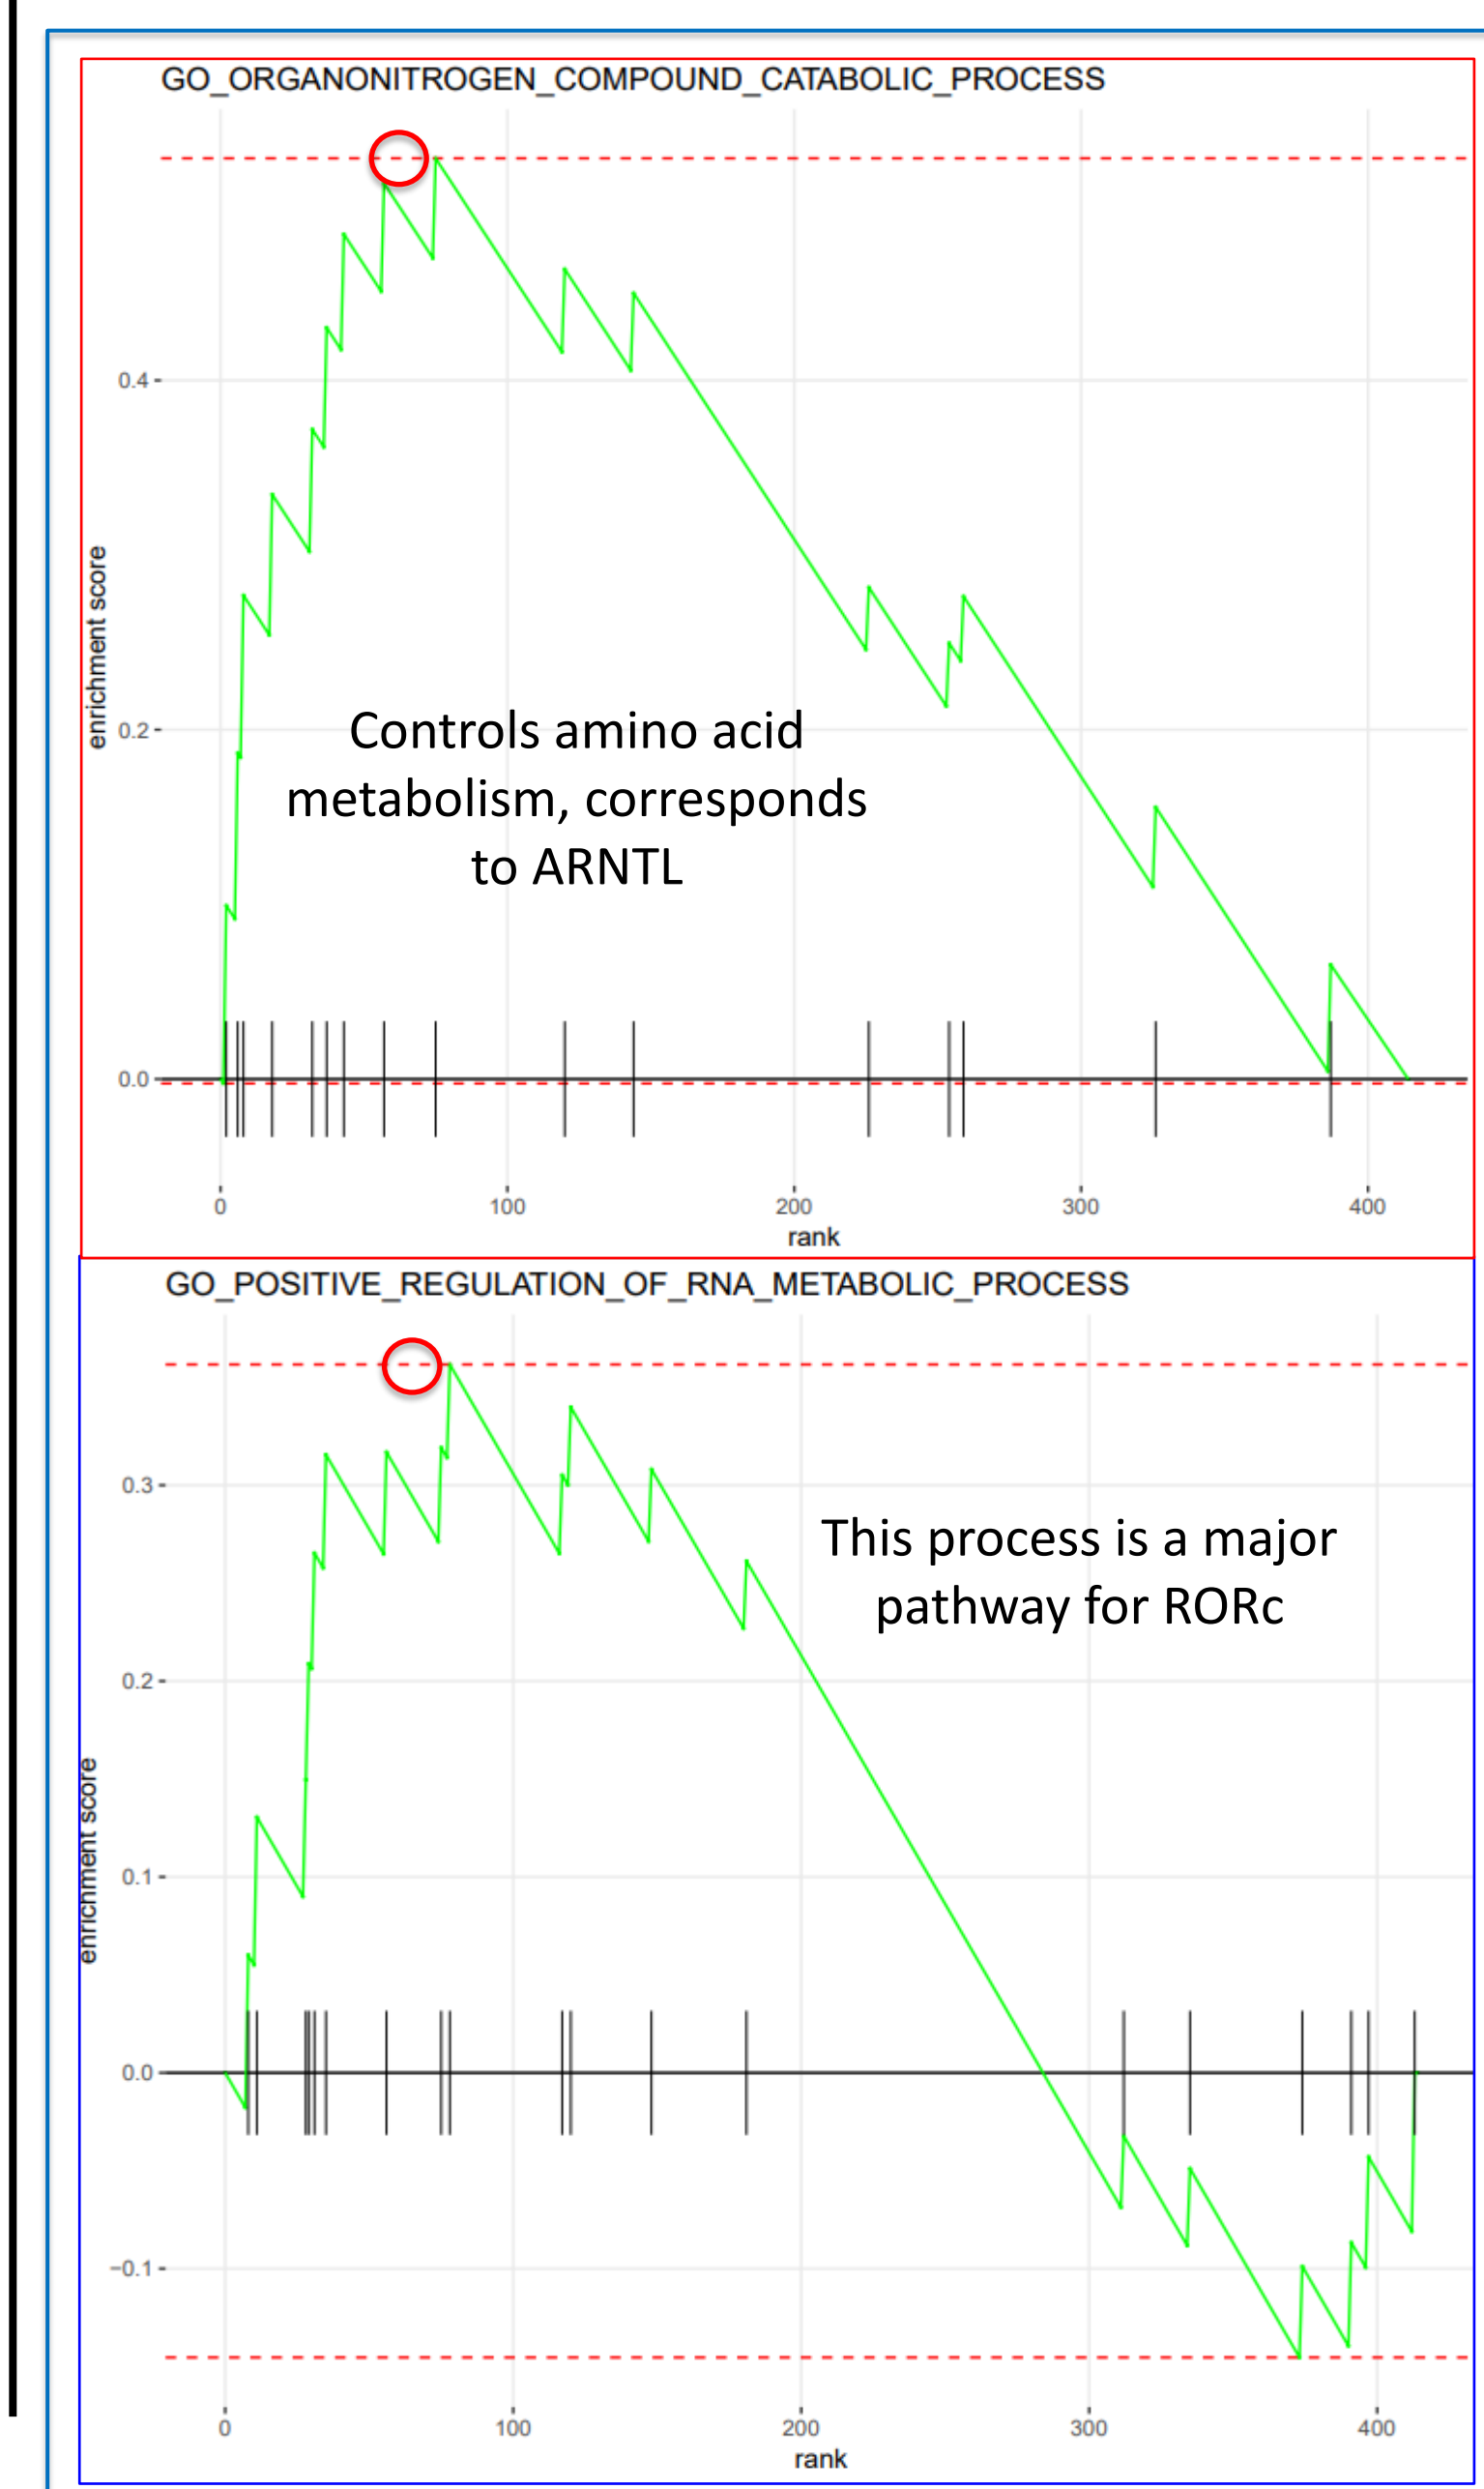 GO_ORGANONITROGEN_COMPOUND_CATABOLIC_PROCESS
enrichment score
0.4
0.2
0.0
Controls amino acid
metabolism, corresponds
to ARNTL
0 100 200 300 400
rank
GO_POSITIVE_REGULATION_OF_RNA_METABOLIC_PROCESS
enrichment score
0.3
0.2
0.1
0.0
−0.1
This process is a major
pathway for RORc
0 100 200 300 400
rank